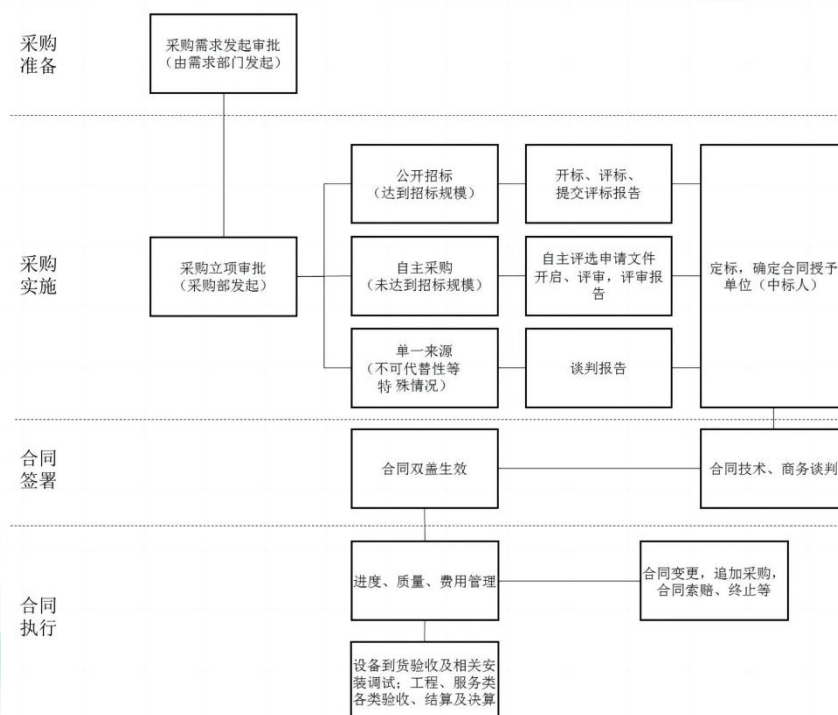 采购
准备
采购需求发起审批
（由需求部门发起）
采购
实施
采购立项审批
（采购部发起）
公开招标
（达到招标规模）
开标、评标、
提交评标报告
自主采购
（未达到招标规模）
自主评选申请文件
开启、评审，评审报
告
单一来源
（不可代替性等
特 殊情况）
谈判报告
定标，确定合同授予
单位（中标人）
合同
签署
合同双盖生效
合同技术、商务谈判
合同
执行
进度、质量、费用管理
合同变更，追加采购，
合同索赔、终止等
设备到货验收及相关安
装调试；工程、服务类
各类验收、结算及决算